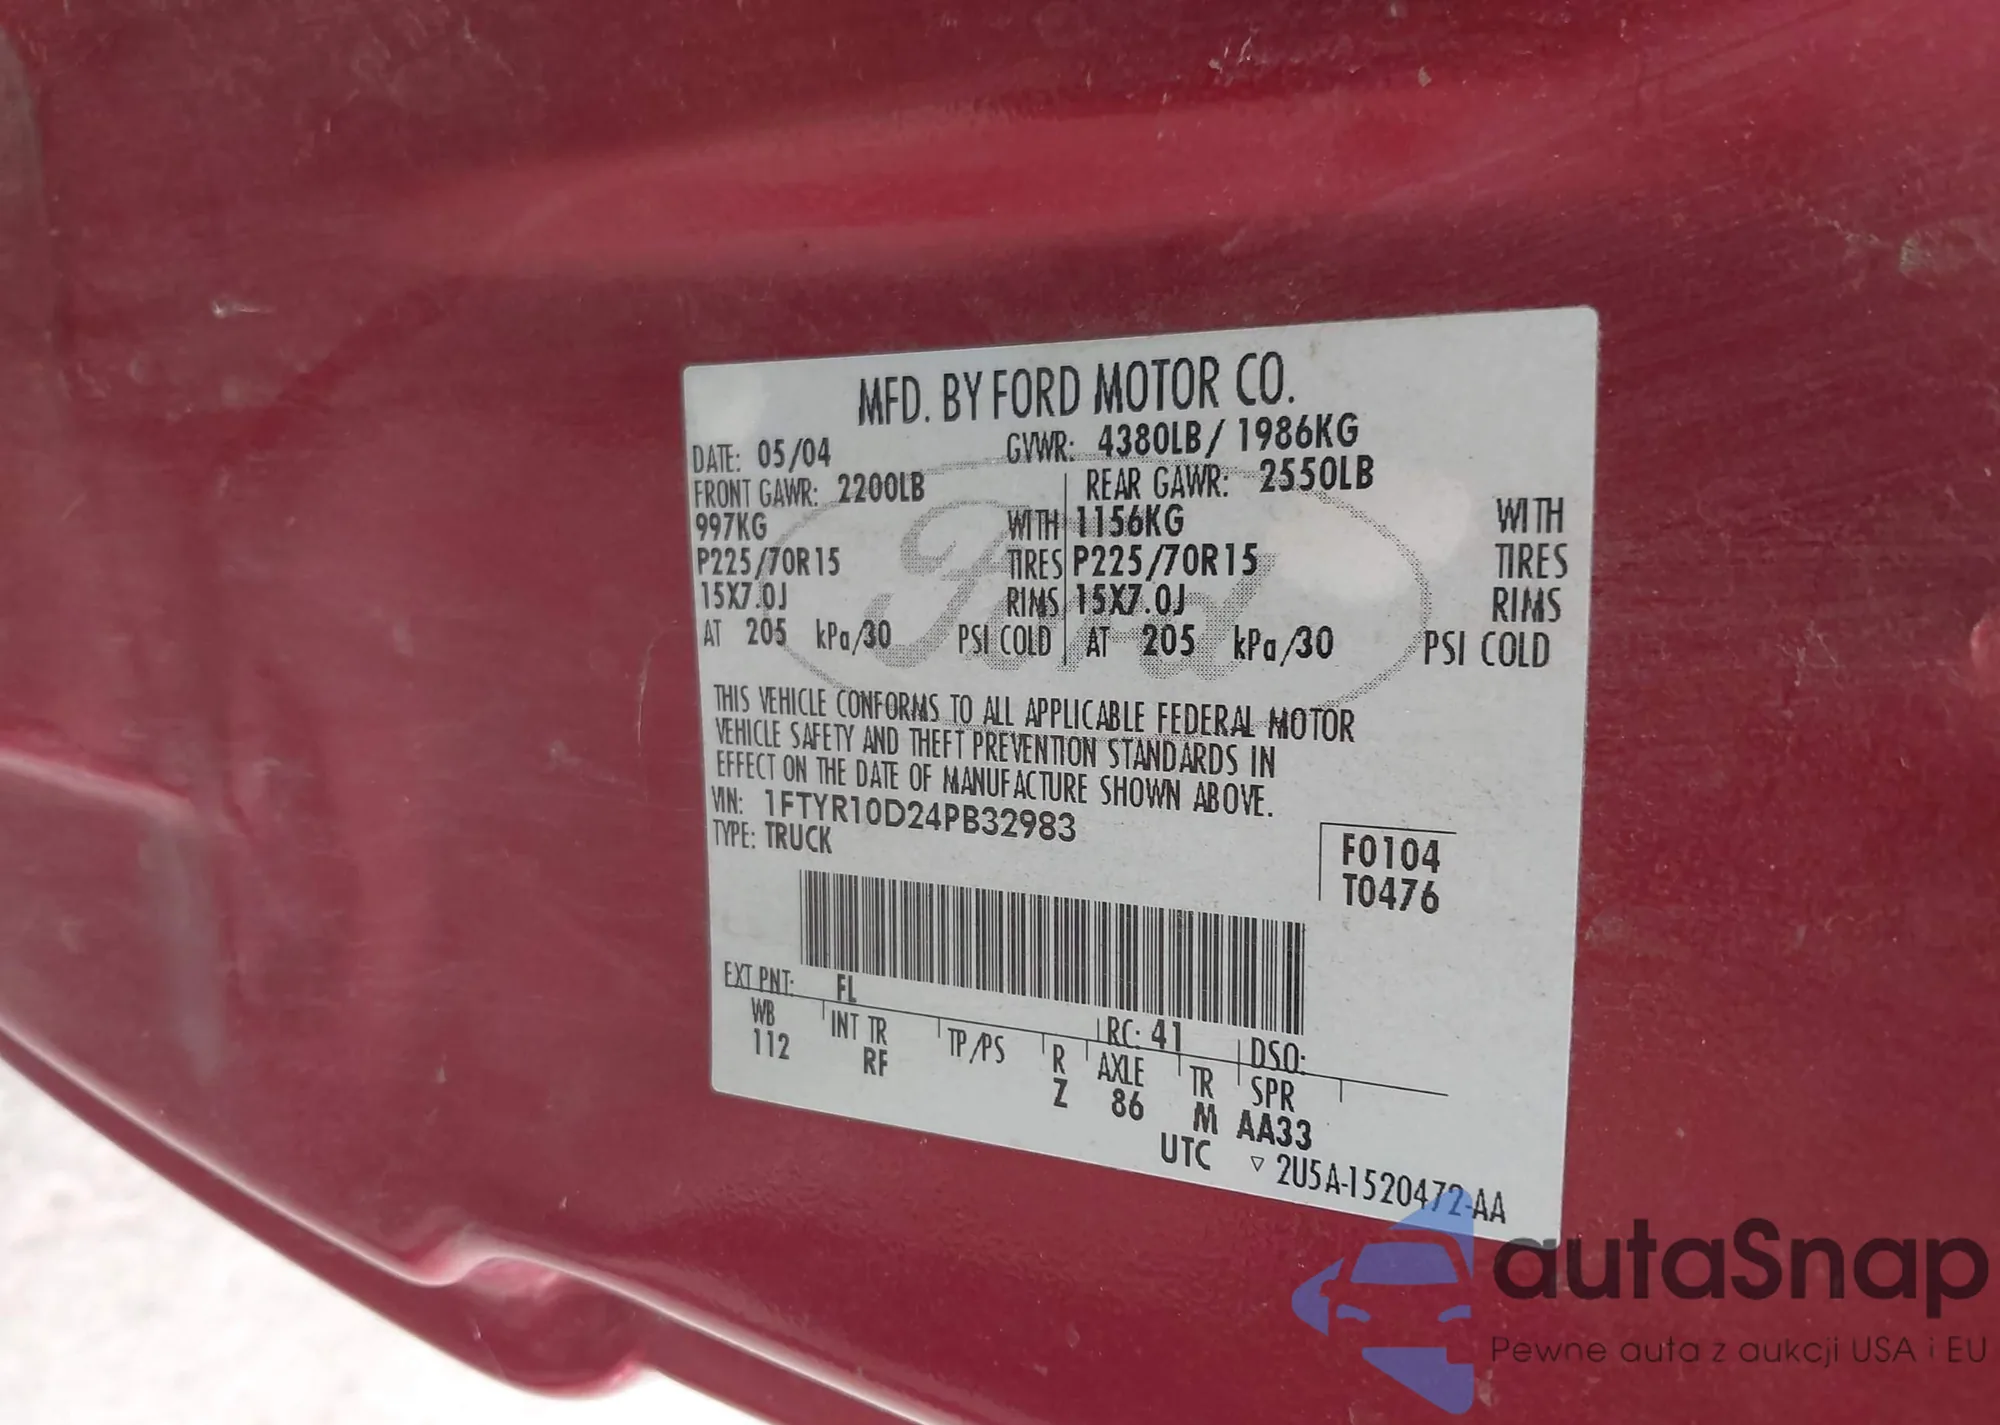 MFD. BY FORD MOTOR CO.
DATE: 05/04 GVWR: 4380LB/ 1986KG
FRONT GAWR: 2200LB REAR GAWR: 2550LB
997KG WITH 1156KG WITH
P225/70R15 TIRES P225/70R15 TIRES
15X7.0J RIMS 15X7.0J RIMS
AT 205 kPa/30 PSI COLD AT 205 kPa/30 PSI COLD
Ford
THIS VEHICLE CONFORMS TO ALL APPLICABLE FEDERAL MOTOR
VEHICLE SAFETY AND THEFT PREVENTION STANDARDS IN
EFFECT ON THE DATE OF MANUFACTURE SHOWN ABOVE.
VIN: 1FTYR10D24PB32983
TYPE: TRUCK
F0104
T0476
EXT PNT: FL RC: 41 DSO:
WB INT TR TP/PS R AXLE TR SPR
112 RF Z 86 M AA33
UTC ▽ 2U5A-1520472-AA
autaSnap
Pewne auta z aukcji USA i EU